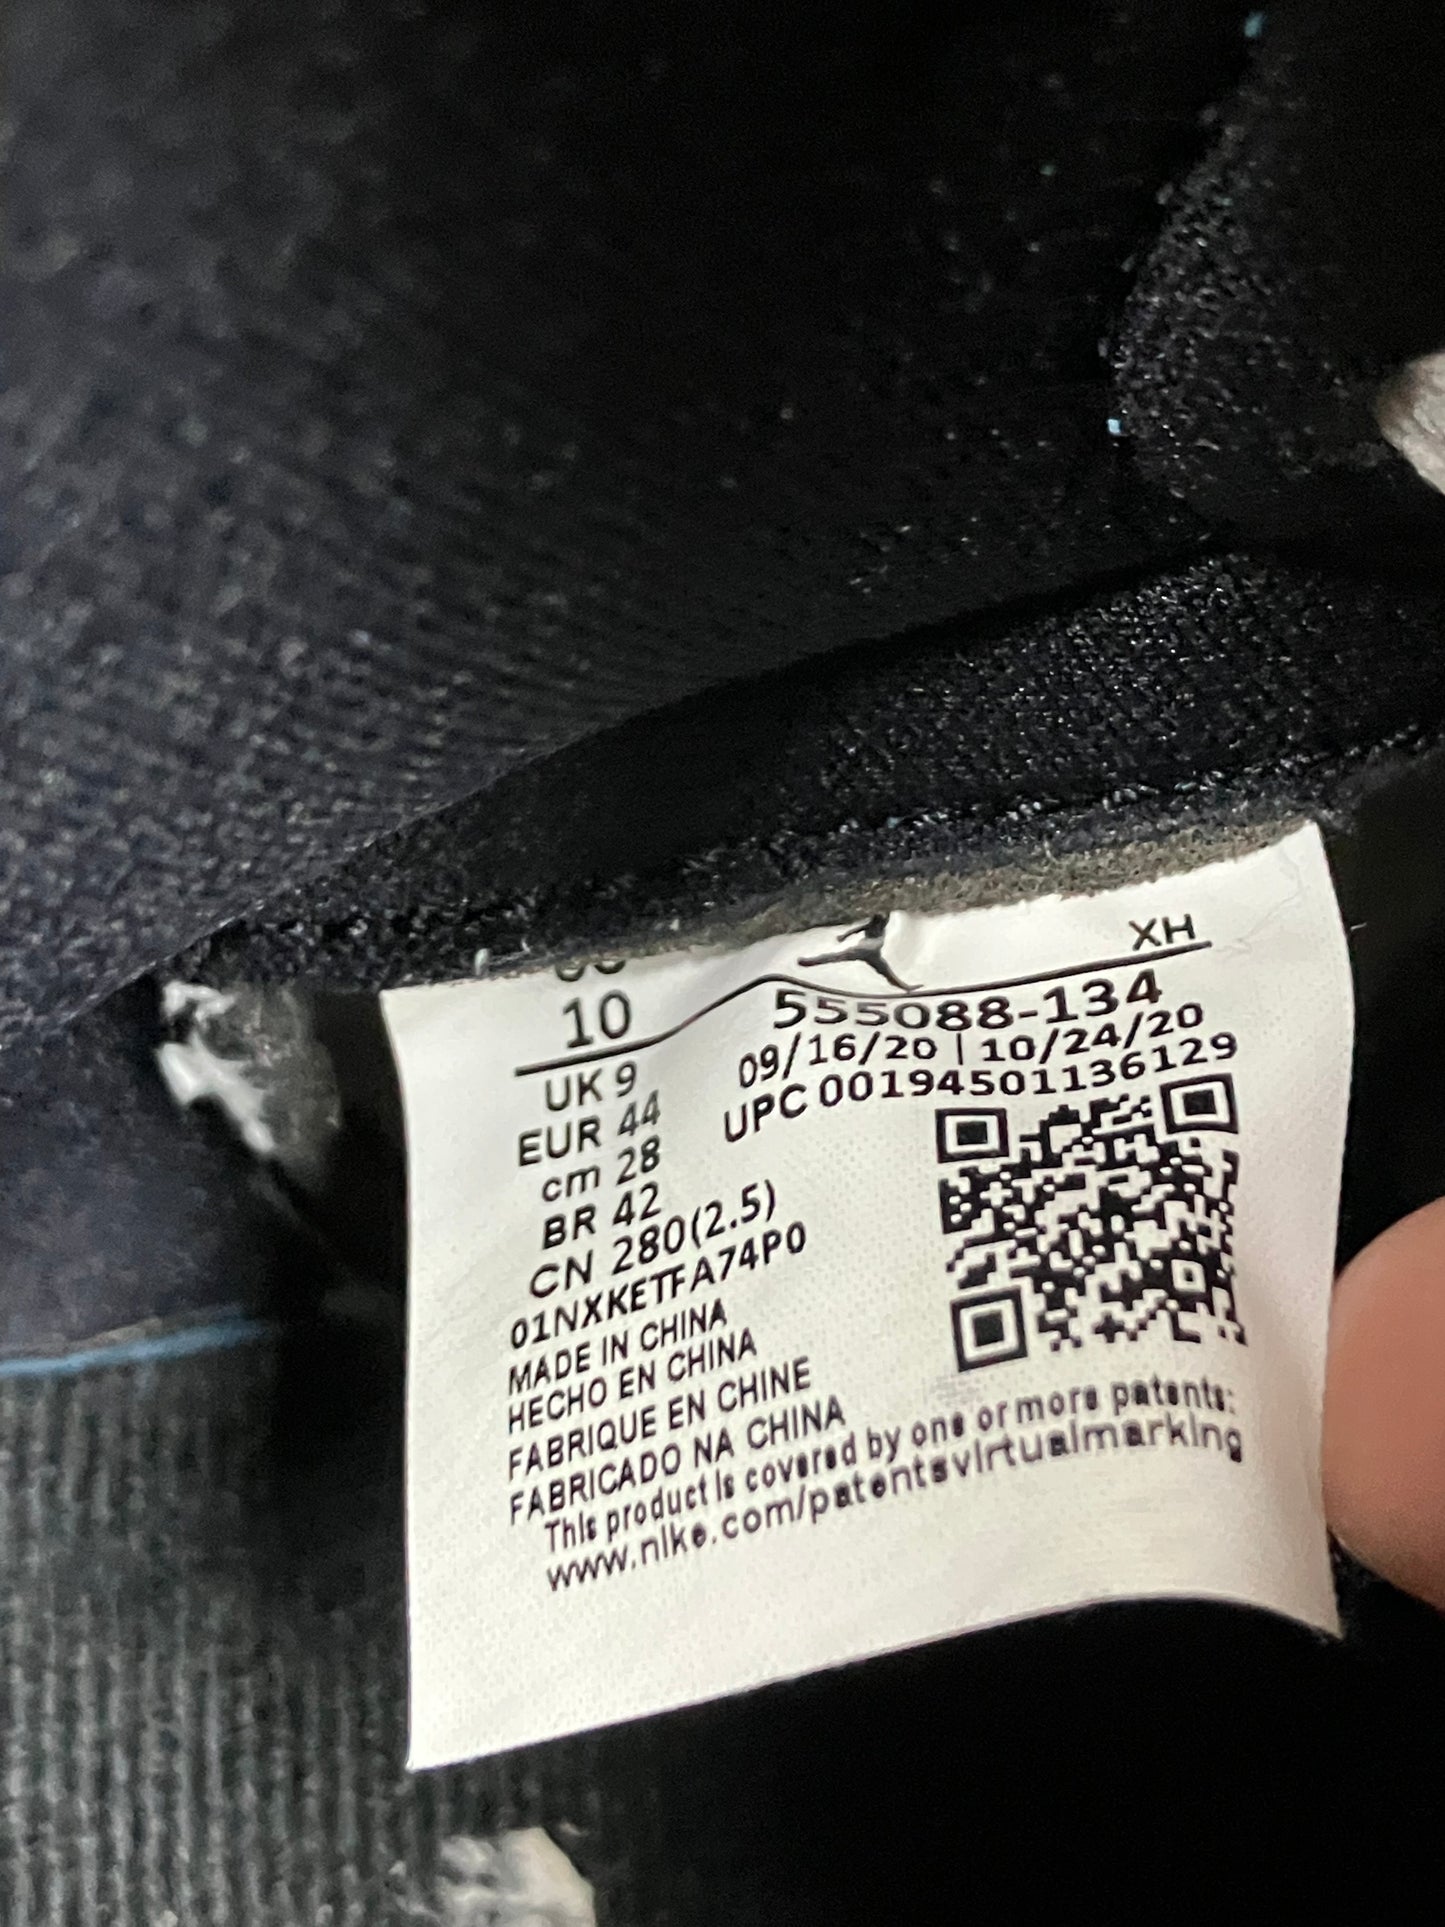 XH
10
555088-134
09/16/20 | 10/24/20
UPC 00194501136129
UK 9
EUR 44
cm 28
BR 42
CN 280(2.5)
01NXKETFA74P0
MADE IN CHINA
HECHO EN CHINA
FABRIQUE EN CHINE
FABRICADO NA CHINA
This product is covered by one or more patents:
www.nike.com/patentsvirtualmarking